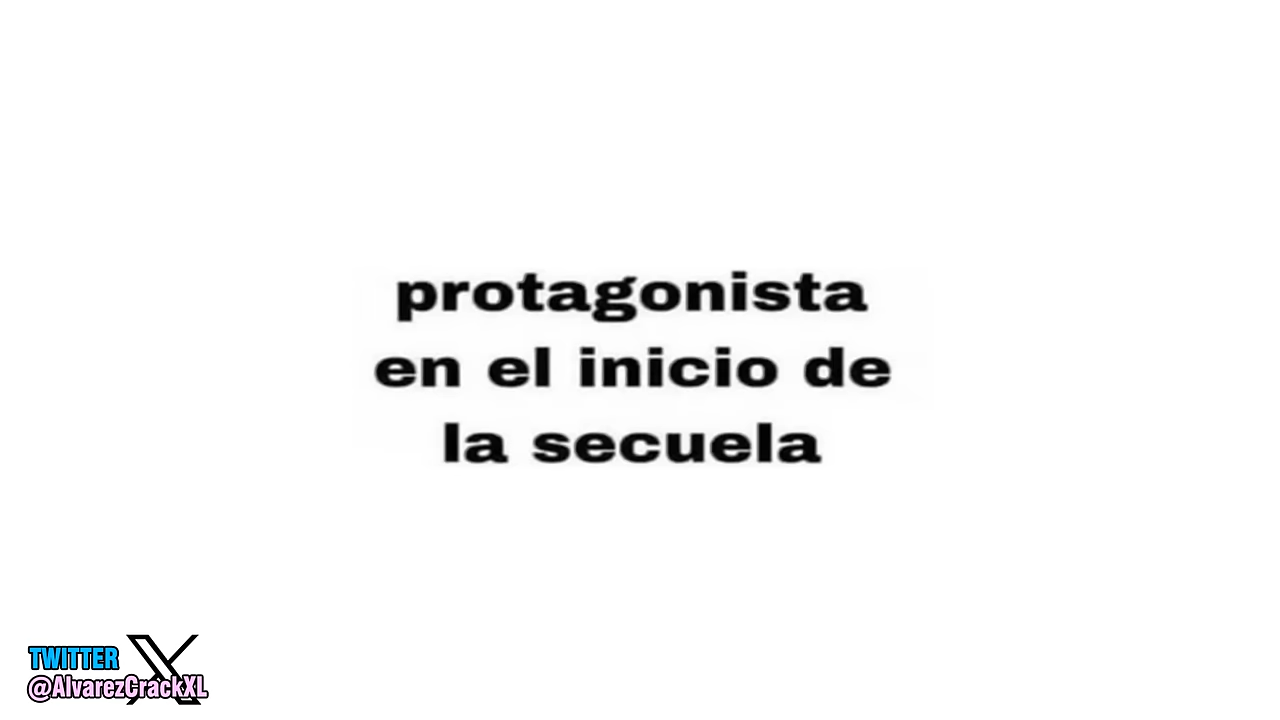 protagonista
en el inicio de
la secuela
TWITTER X
@AlvarezCrackXL